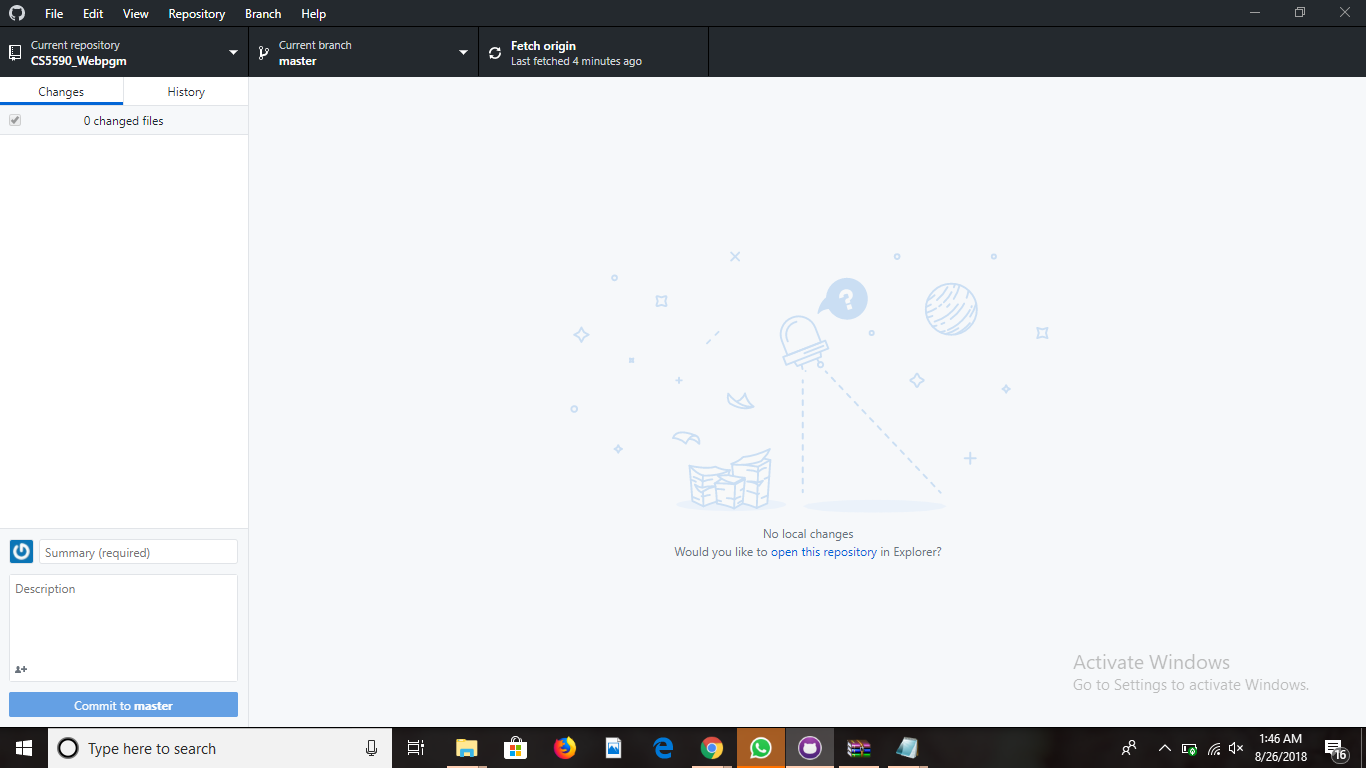 File Edit View Repository Branch Help
Current repository
CS5590_Webpgm
Current branch
master
Fetch origin
Last fetched 4 minutes ago
Changes History
0 changed files
?
No local changes
Would you like to open this repository in Explorer?
Summary (required)
Description
Commit to master
Activate Windows
Go to Settings to activate Windows.
Type here to search
1:46 AM
8/26/2018
16